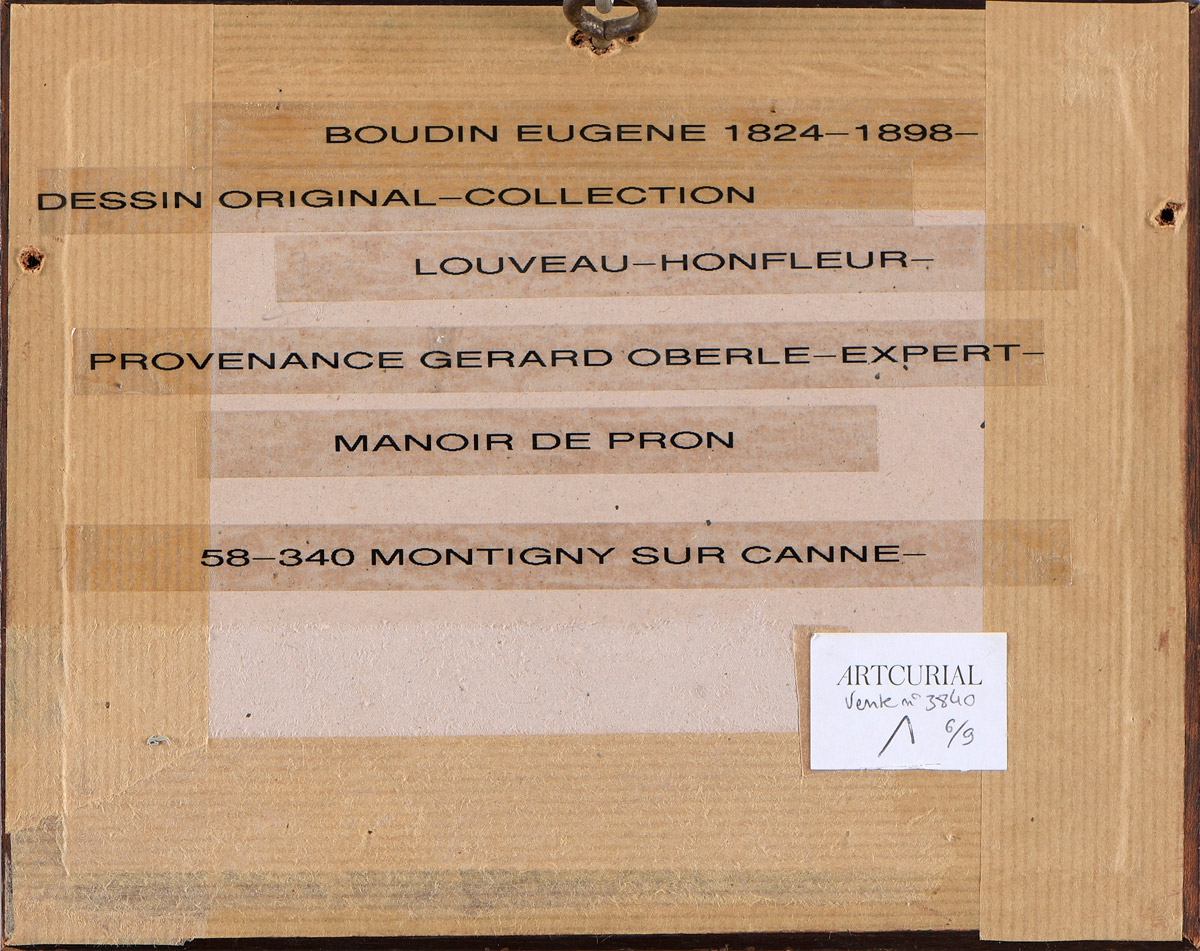 BOUDIN EUGENE 1824–1898–
DESSIN ORIGINAL–COLLECTION
LOUVEAU–HONFLEUR–
PROVENANCE GERARD OBERLE–EXPERT–
MANOIR DE PRON
58–340 MONTIGNY SUR CANNE–
ARTCURIAL
Vente n° 3840
1 6/9